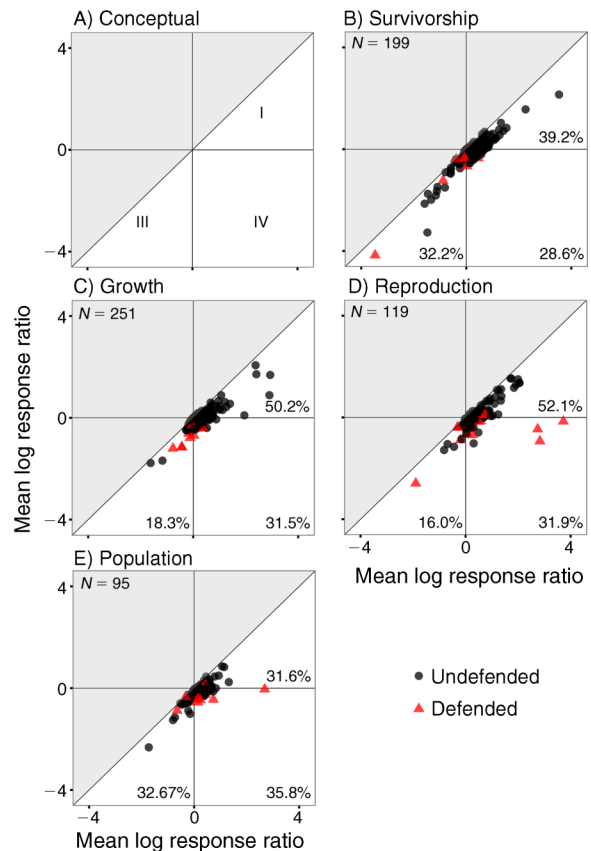 A) Conceptual
4
0
−4
I
III
IV
B) Survivorship
N = 199
39.2%
32.2%
28.6%
C) Growth
4
0
−4
N = 251
50.2%
18.3%
31.5%
D) Reproduction
N = 119
52.1%
16.0%
31.9%
−4
0
4
Mean log response ratio
Mean log response ratio
E) Population
4
0
−4
N = 95
31.6%
32.67%
35.8%
−4
0
4
Mean log response ratio
Undefended
Defended